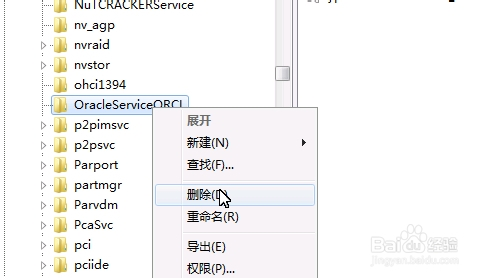 NuTCRACKERService
nv_agp
nvraid
nvstor
ohci1394
OracleServiceORCL
p2pimsvc
p2psvc
Parport
partmgr
Parvdm
PcaSvc
pci
pciide
展开
新建(N)
查找(F)...
删除(D)
重命名(R)
导出(E)
权限(P)...
Baidu经验
jingyan.baidu.com